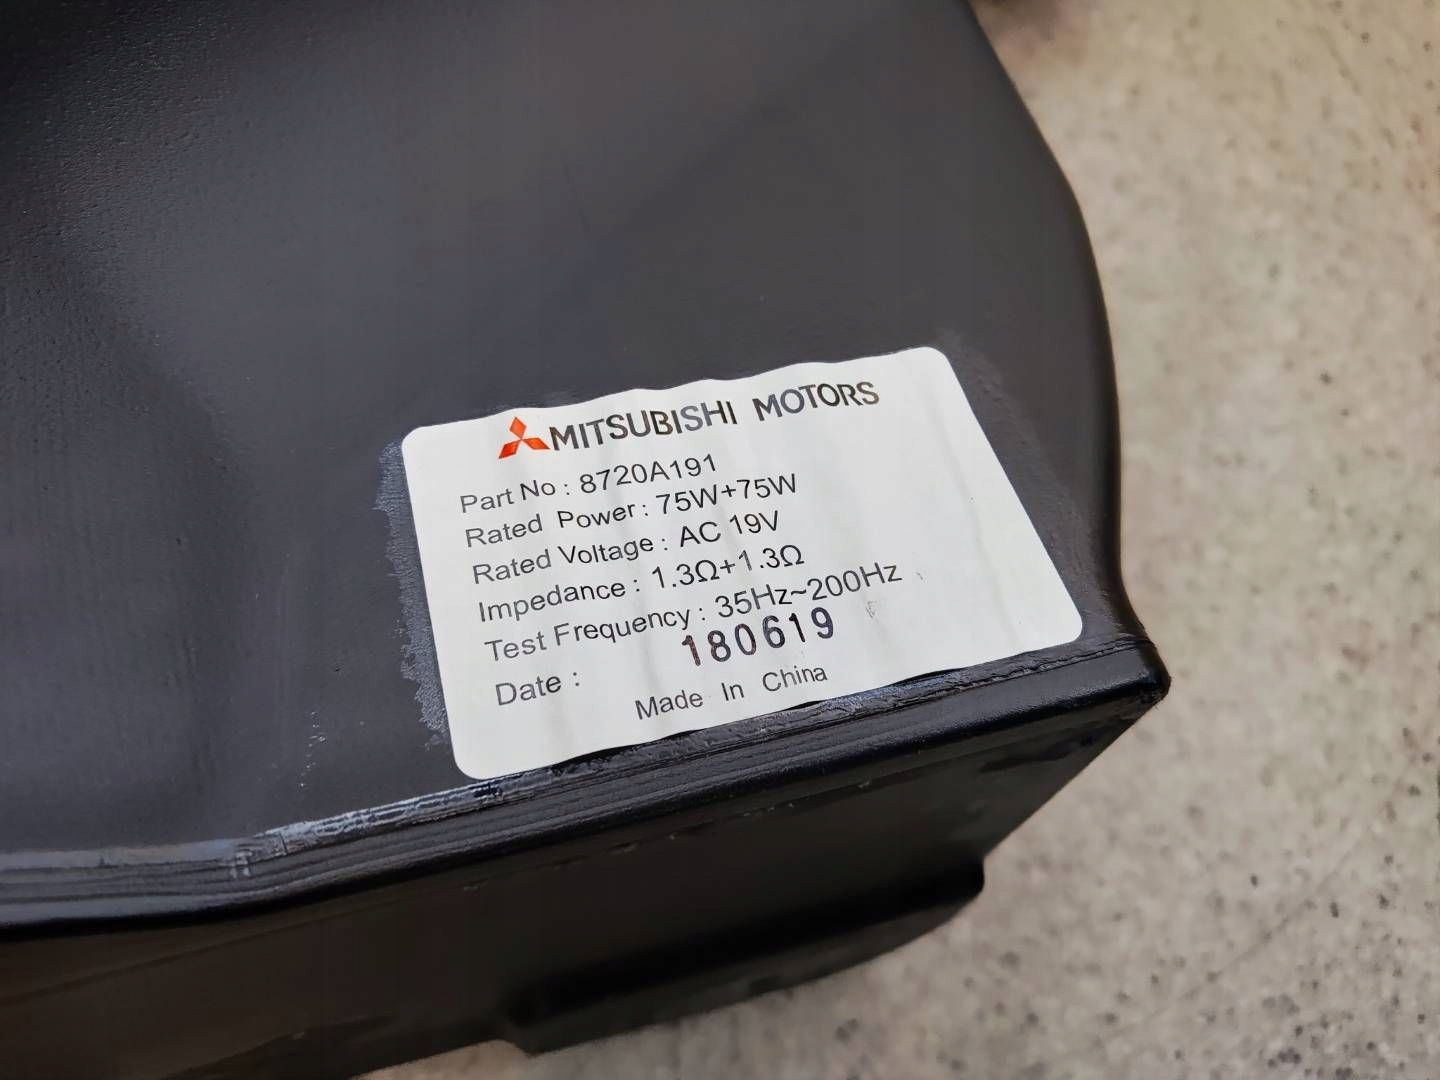 MITSUBISHI MOTORS
Part No : 8720A191
Rated Power : 75W+75W
Rated Voltage : AC 19V
Impedance : 1.3Ω+1.3Ω
Test Frequency : 35Hz~200Hz
Date : 180619
Made In China